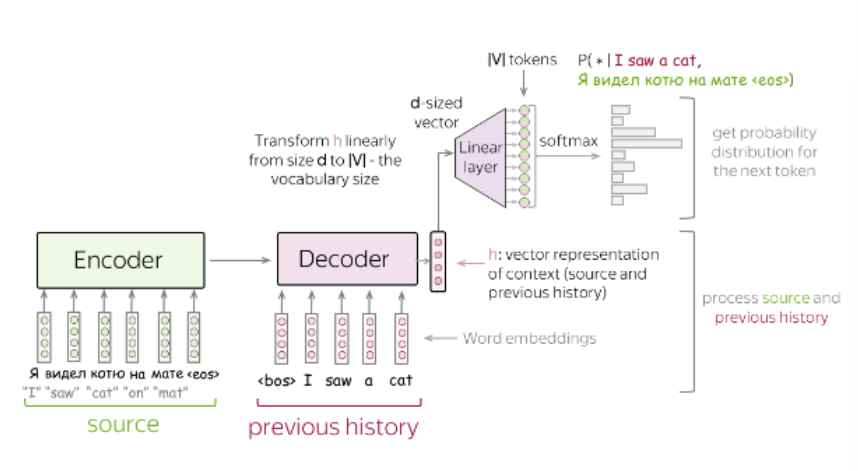 |V| tokens
P( * | I saw a cat,
Я видел котю на мате <eos>)
d-sized
vector
Transform h linearly
from size d to |V| - the
vocabulary size
Linear
layer
softmax
get probability
distribution for
the next token
Encoder
Decoder
h: vector representation
of context (source and
previous history)
process source and
previous history
Word embeddings
Я видел котю на мате <eos>
"I" "saw" "cat" "on" "mat"
<bos> I saw a cat
source
previous history